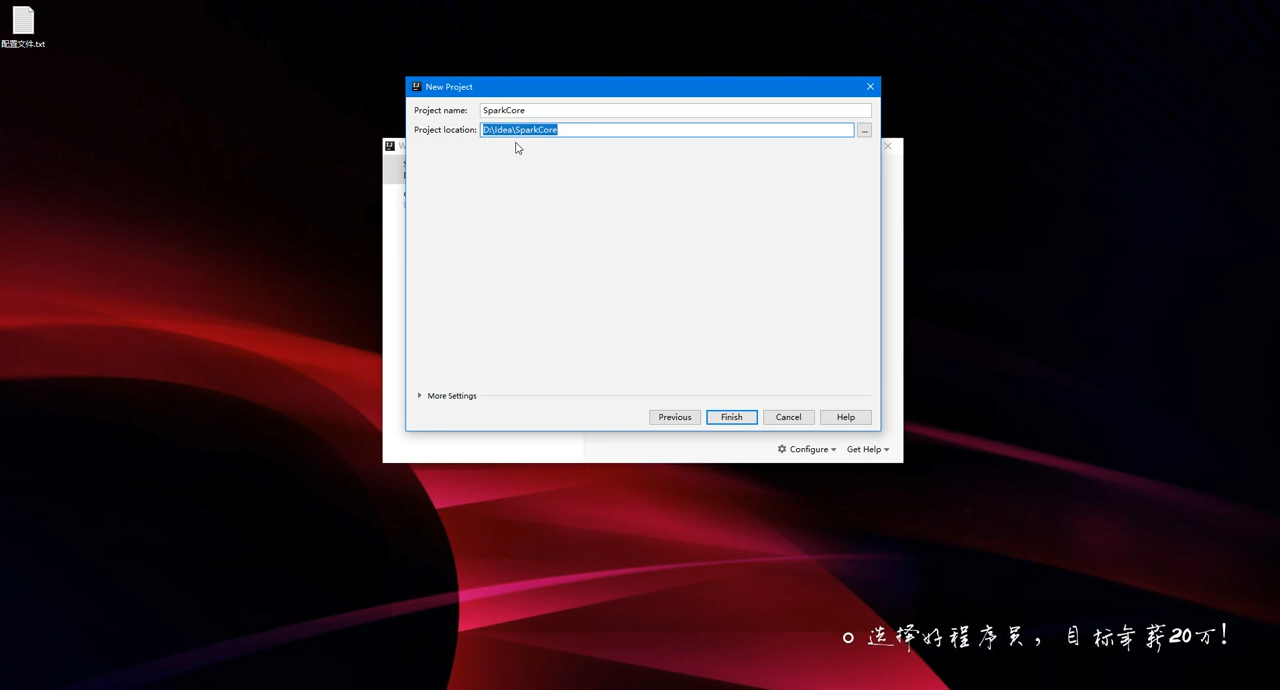 配置文件.txt
New Project
Project name: SparkCore
Project location: D:\Idea\SparkCore ...
W
More Settings
Previous Finish Cancel Help
Configure Get Help
选择好程序员，目标年薪20万！